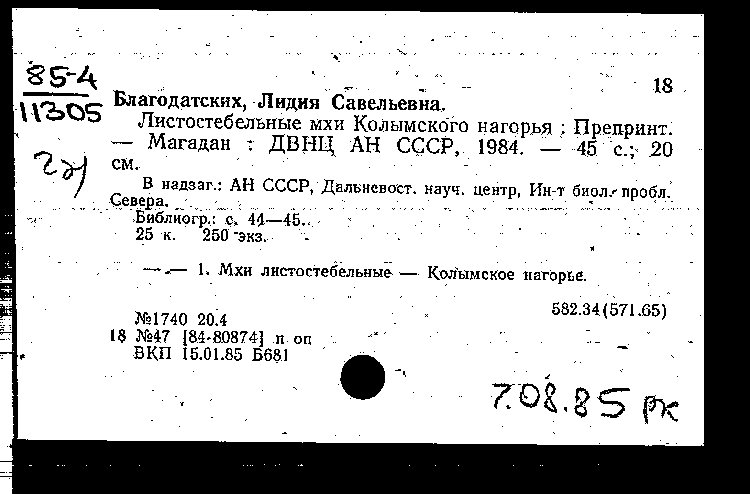 85-4
11305
18
Благодатских, Лидия Савельевна.
Листостебельные мхи Колымского нагорья : Препринт.
— Магадан : ДВНЦ АН СССР, 1984. — 45 с.; 20
см.
В надзаг.: АН СССР, Дальневост. науч. центр, Ин-т биол. пробл.
Севера.
Библиогр.: с. 44—45.
25 к. 250 экз.
— — 1. Мхи листостебельные — Колымское нагорье.
582.34(571.65)
№1740 20.4
18 №47 [84-80874] п оп
ВКП 15.01.85 Б681
7.08.85 рк